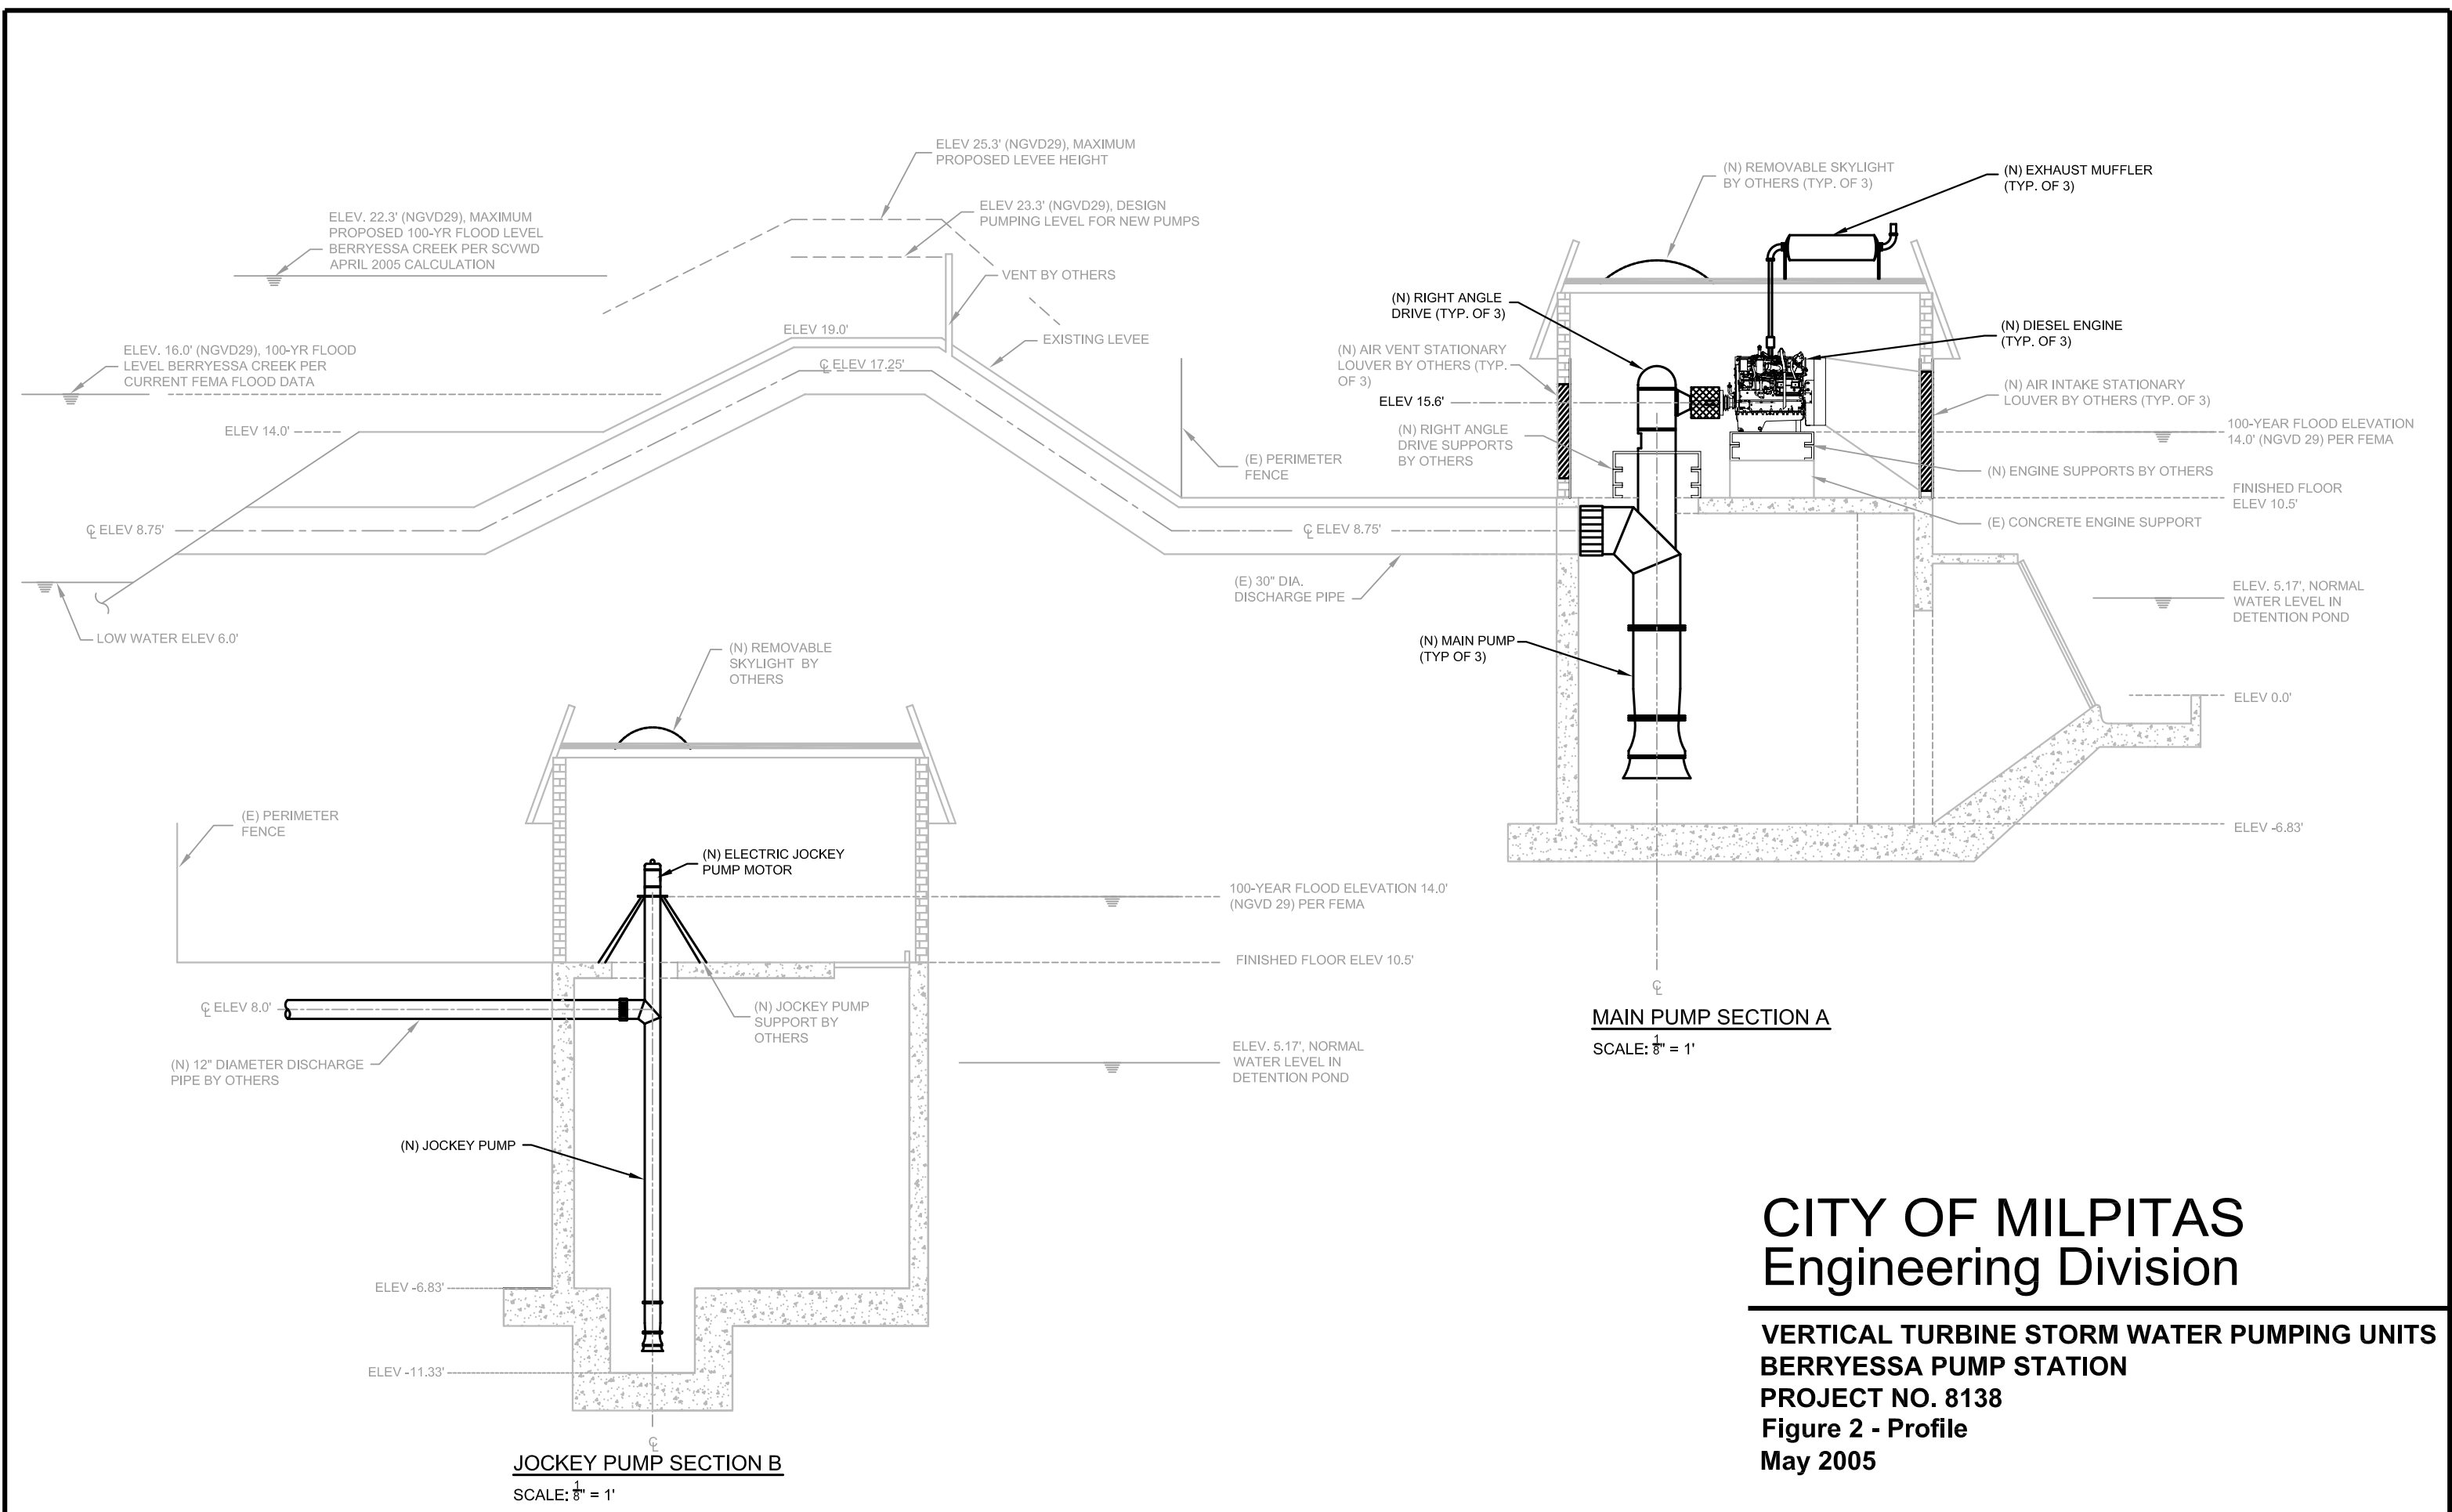 ELEV 25.3' (NGVD29), MAXIMUM
PROPOSED LEVEE HEIGHT
ELEV 23.3' (NGVD29), DESIGN
PUMPING LEVEL FOR NEW PUMPS
ELEV. 22.3' (NGVD29), MAXIMUM
PROPOSED 100-YR FLOOD LEVEL
BERRYESSA CREEK PER SCVWD
APRIL 2005 CALCULATION
VENT BY OTHERS
ELEV 19.0'
EXISTING LEVEE
ELEV. 16.0' (NGVD29), 100-YR FLOOD
LEVEL BERRYESSA CREEK PER
CURRENT FEMA FLOOD DATA
℄ ELEV 17.25'
ELEV 14.0'
(E) PERIMETER
FENCE
℄ ELEV 8.75'
℄ ELEV 8.75'
(E) 30" DIA.
DISCHARGE PIPE
LOW WATER ELEV 6.0'
(N) REMOVABLE SKYLIGHT
BY OTHERS (TYP. OF 3)
(N) EXHAUST MUFFLER
(TYP. OF 3)
(N) RIGHT ANGLE
DRIVE (TYP. OF 3)
(N) DIESEL ENGINE
(TYP. OF 3)
(N) AIR VENT STATIONARY
LOUVER BY OTHERS (TYP.
OF 3)
ELEV 15.6'
(N) AIR INTAKE STATIONARY
LOUVER BY OTHERS (TYP. OF 3)
(N) RIGHT ANGLE
DRIVE SUPPORTS
BY OTHERS
100-YEAR FLOOD ELEVATION
14.0' (NGVD 29) PER FEMA
(N) ENGINE SUPPORTS BY OTHERS
FINISHED FLOOR
ELEV 10.5'
(E) CONCRETE ENGINE SUPPORT
ELEV. 5.17', NORMAL
WATER LEVEL IN
DETENTION POND
(N) MAIN PUMP
(TYP OF 3)
ELEV 0.0'
ELEV -6.83'
℄
MAIN PUMP SECTION A
SCALE: 1/8" = 1'
(N) REMOVABLE
SKYLIGHT BY
OTHERS
(E) PERIMETER
FENCE
(N) ELECTRIC JOCKEY
PUMP MOTOR
100-YEAR FLOOD ELEVATION 14.0'
(NGVD 29) PER FEMA
FINISHED FLOOR ELEV 10.5'
℄ ELEV 8.0'
(N) JOCKEY PUMP
SUPPORT BY
OTHERS
(N) 12" DIAMETER DISCHARGE
PIPE BY OTHERS
ELEV. 5.17', NORMAL
WATER LEVEL IN
DETENTION POND
(N) JOCKEY PUMP
ELEV -6.83'
ELEV -11.33'
℄
JOCKEY PUMP SECTION B
SCALE: 1/8" = 1'
CITY OF MILPITAS
Engineering Division
VERTICAL TURBINE STORM WATER PUMPING UNITS
BERRYESSA PUMP STATION
PROJECT NO. 8138
Figure 2 - Profile
May 2005